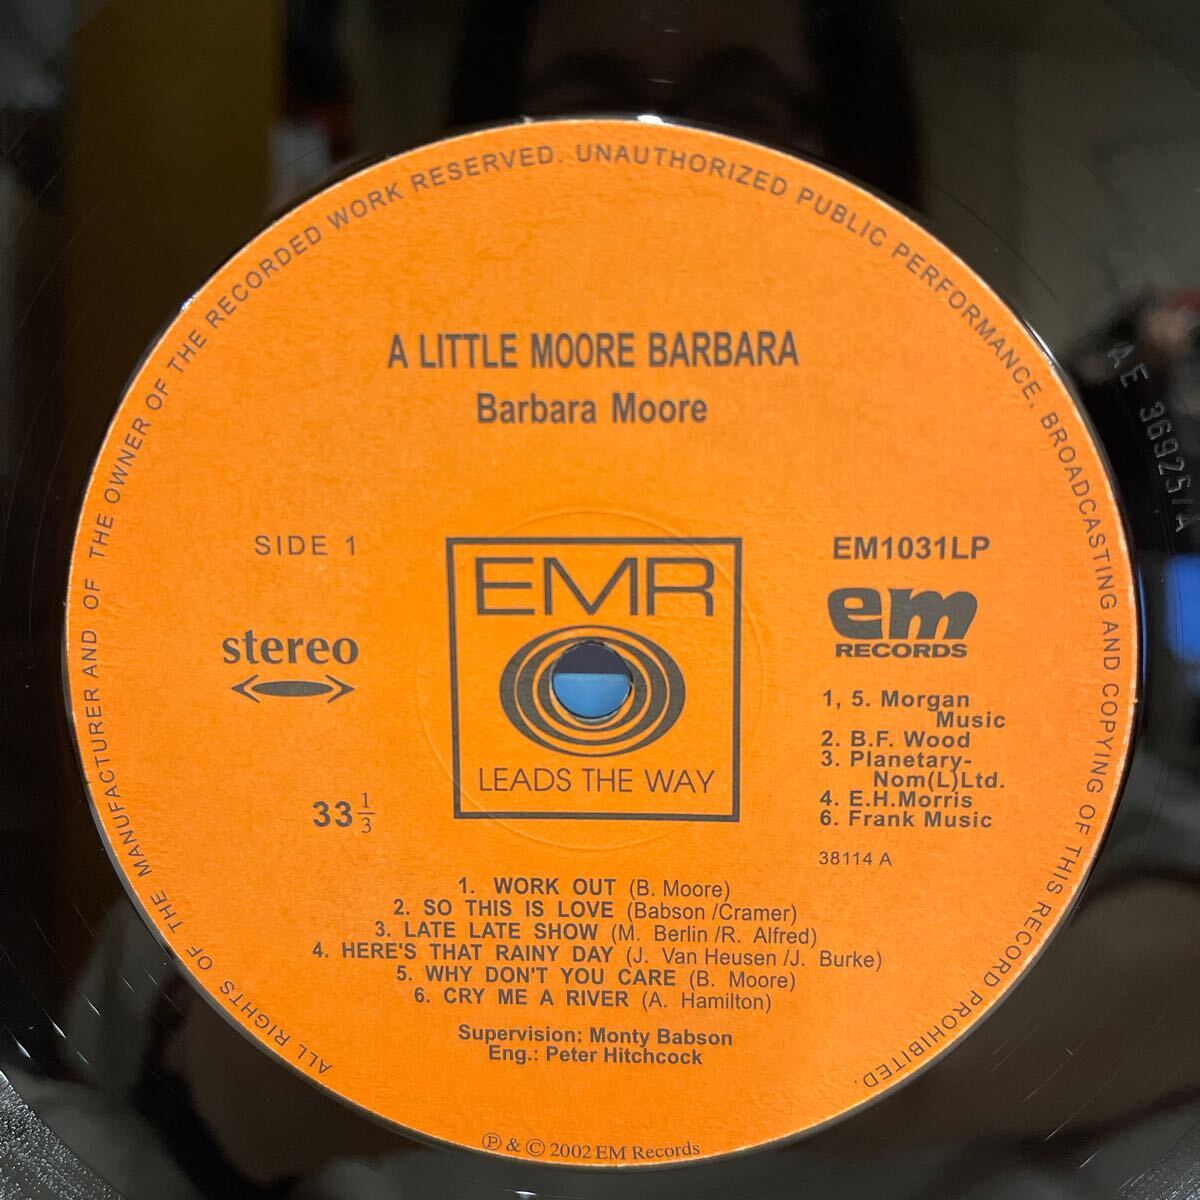 ALL RIGHTS OF THE MANUFACTURER AND OF THE OWNER OF THE RECORDED WORK RESERVED. UNAUTHORIZED PUBLIC PERFORMANCE, BROADCASTING AND COPYING OF THIS RECORD PROHIBITED.
A LITTLE MOORE BARBARA
Barbara Moore
SIDE 1
stereo
33 1/3
EMR
LEADS THE WAY
EM1031LP
em
RECORDS
1, 5. Morgan
Music
2. B.F. Wood
3. Planetary-
Nom(L)Ltd.
4. E.H.Morris
6. Frank Music
38114 A
1. WORK OUT (B. Moore)
2. SO THIS IS LOVE (Babson /Cramer)
3. LATE LATE SHOW (M. Berlin /R. Alfred)
4. HERE'S THAT RAINY DAY (J. Van Heusen /J. Burke)
5. WHY DON'T YOU CARE (B. Moore)
6. CRY ME A RIVER (A. Hamilton)
Supervision: Monty Babson
Eng.: Peter Hitchcock
℗ & © 2002 EM Records
AE 369257A